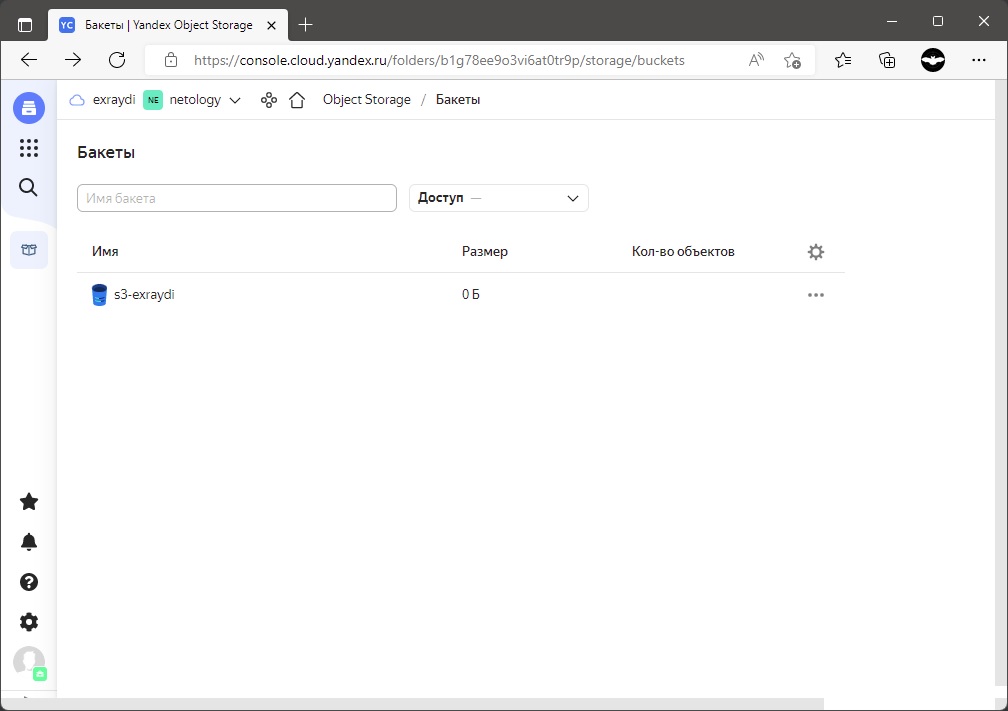 YC Бакеты | Yandex Object Storage
https://console.cloud.yandex.ru/folders/b1g78ee9o3vi6at0tr9p/storage/buckets
exraydi NE netology Object Storage / Бакеты
Бакеты
Имя бакета Доступ —
Имя Размер Кол-во объектов
s3-exraydi 0 Б